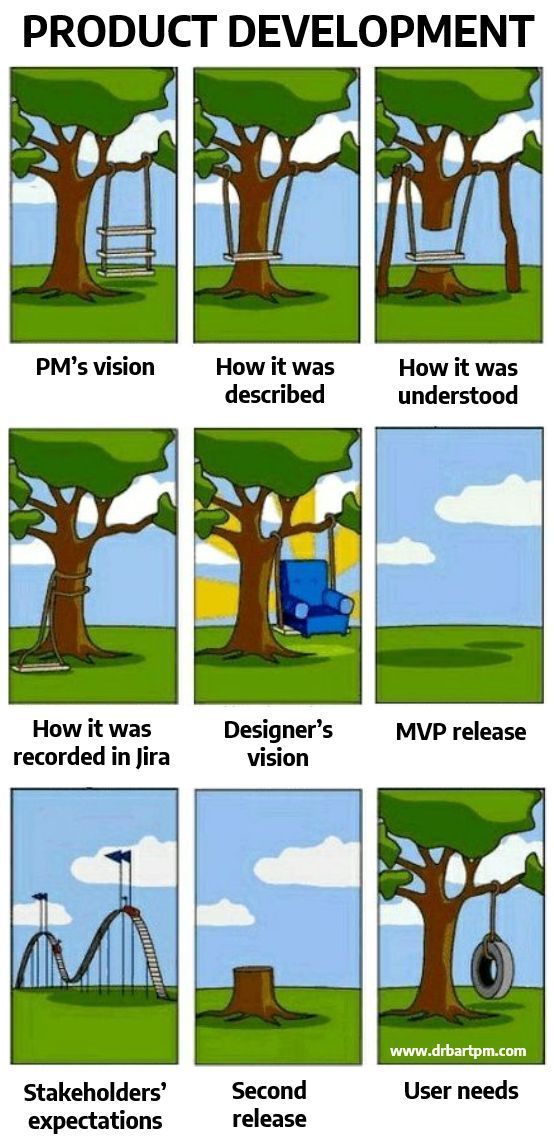 PRODUCT DEVELOPMENT
PM's vision
How it was
described
How it was
understood
How it was
recorded in Jira
Designer's
vision
MVP release
Stakeholders'
expectations
Second
release
www.drbartpm.com
User needs